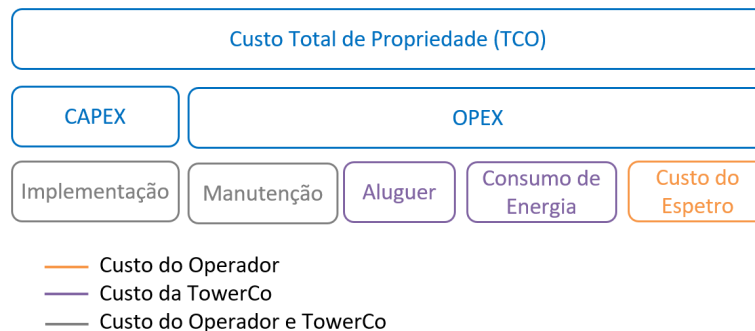 Custo Total de Propriedade (TCO)
CAPEX
OPEX
Implementação
Manutenção
Aluguer
Consumo de
Energia
Custo do
Espetro
Custo do Operador
Custo da TowerCo
Custo do Operador e TowerCo